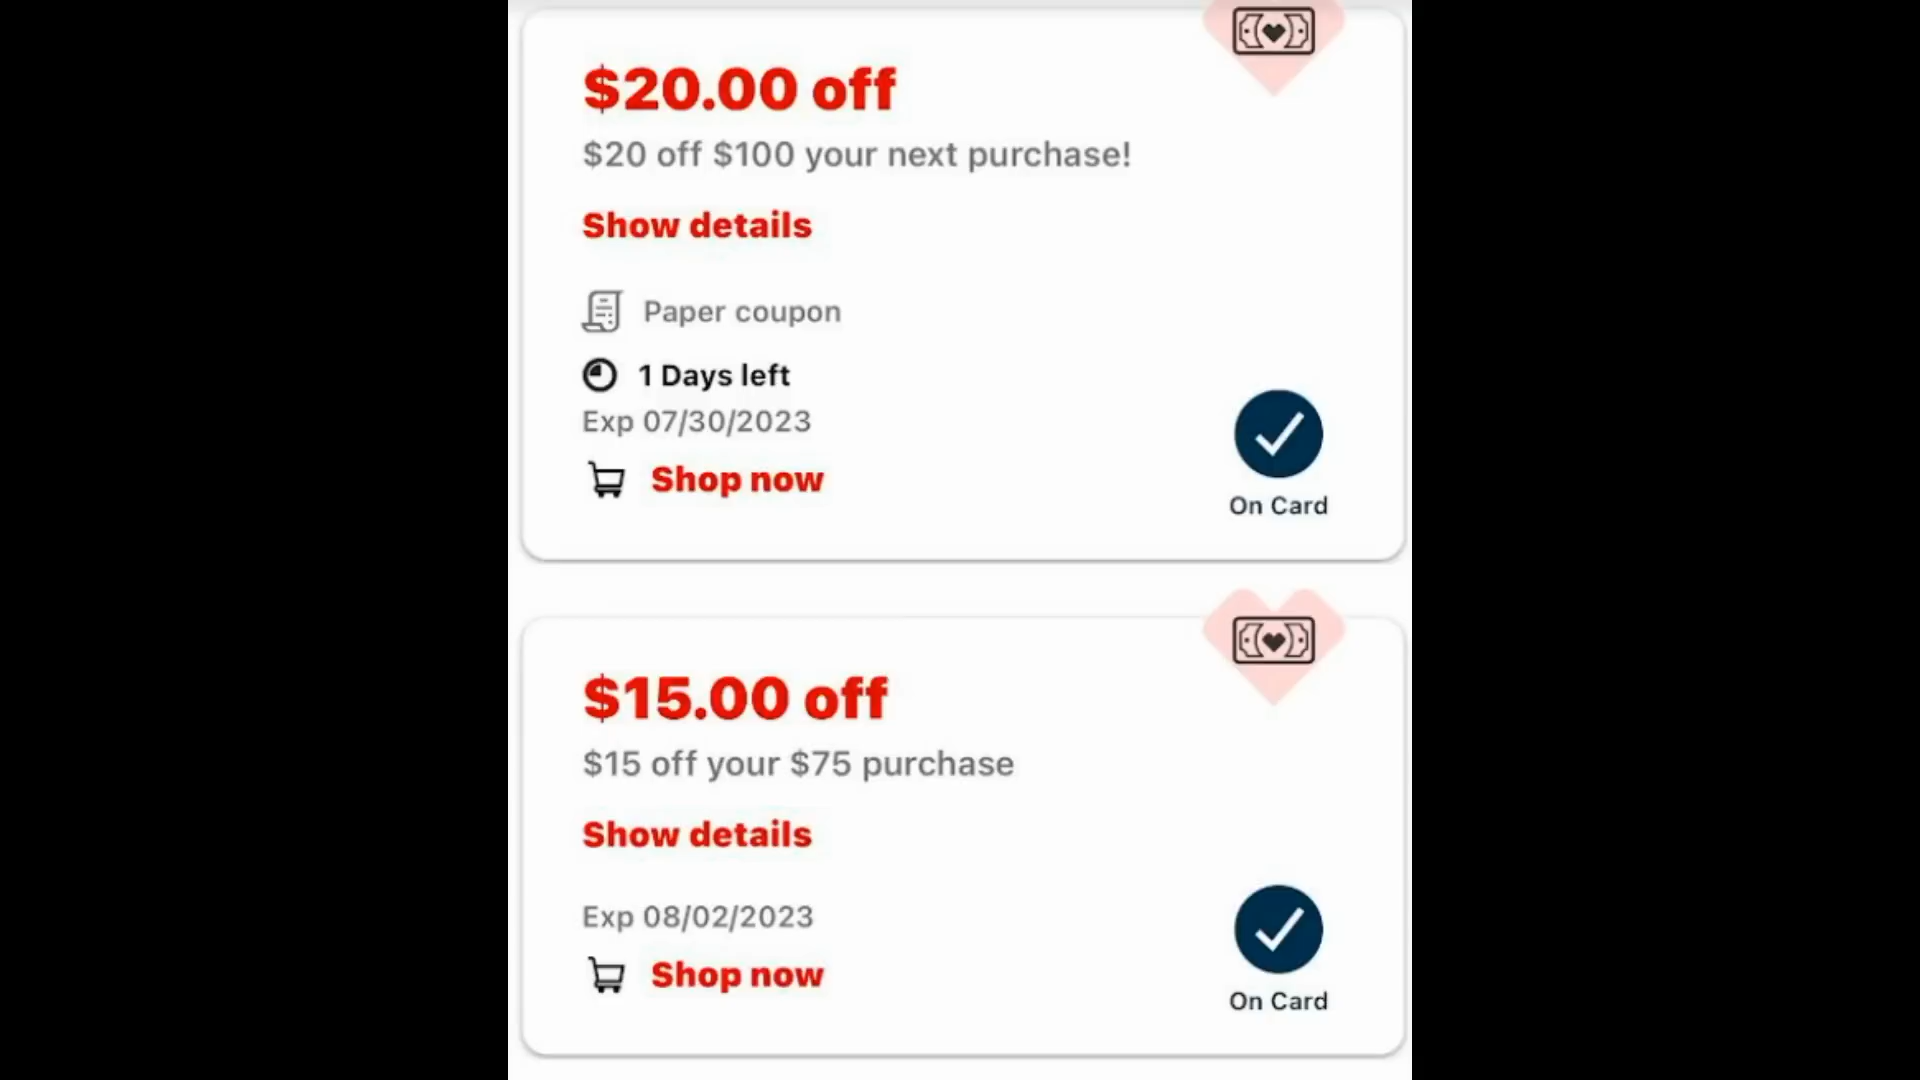 $20.00 off
$20 off $100 your next purchase!
Show details
Paper coupon
1 Days left
Exp 07/30/2023
Shop now
On Card
$15.00 off
$15 off your $75 purchase
Show details
Exp 08/02/2023
Shop now
On Card